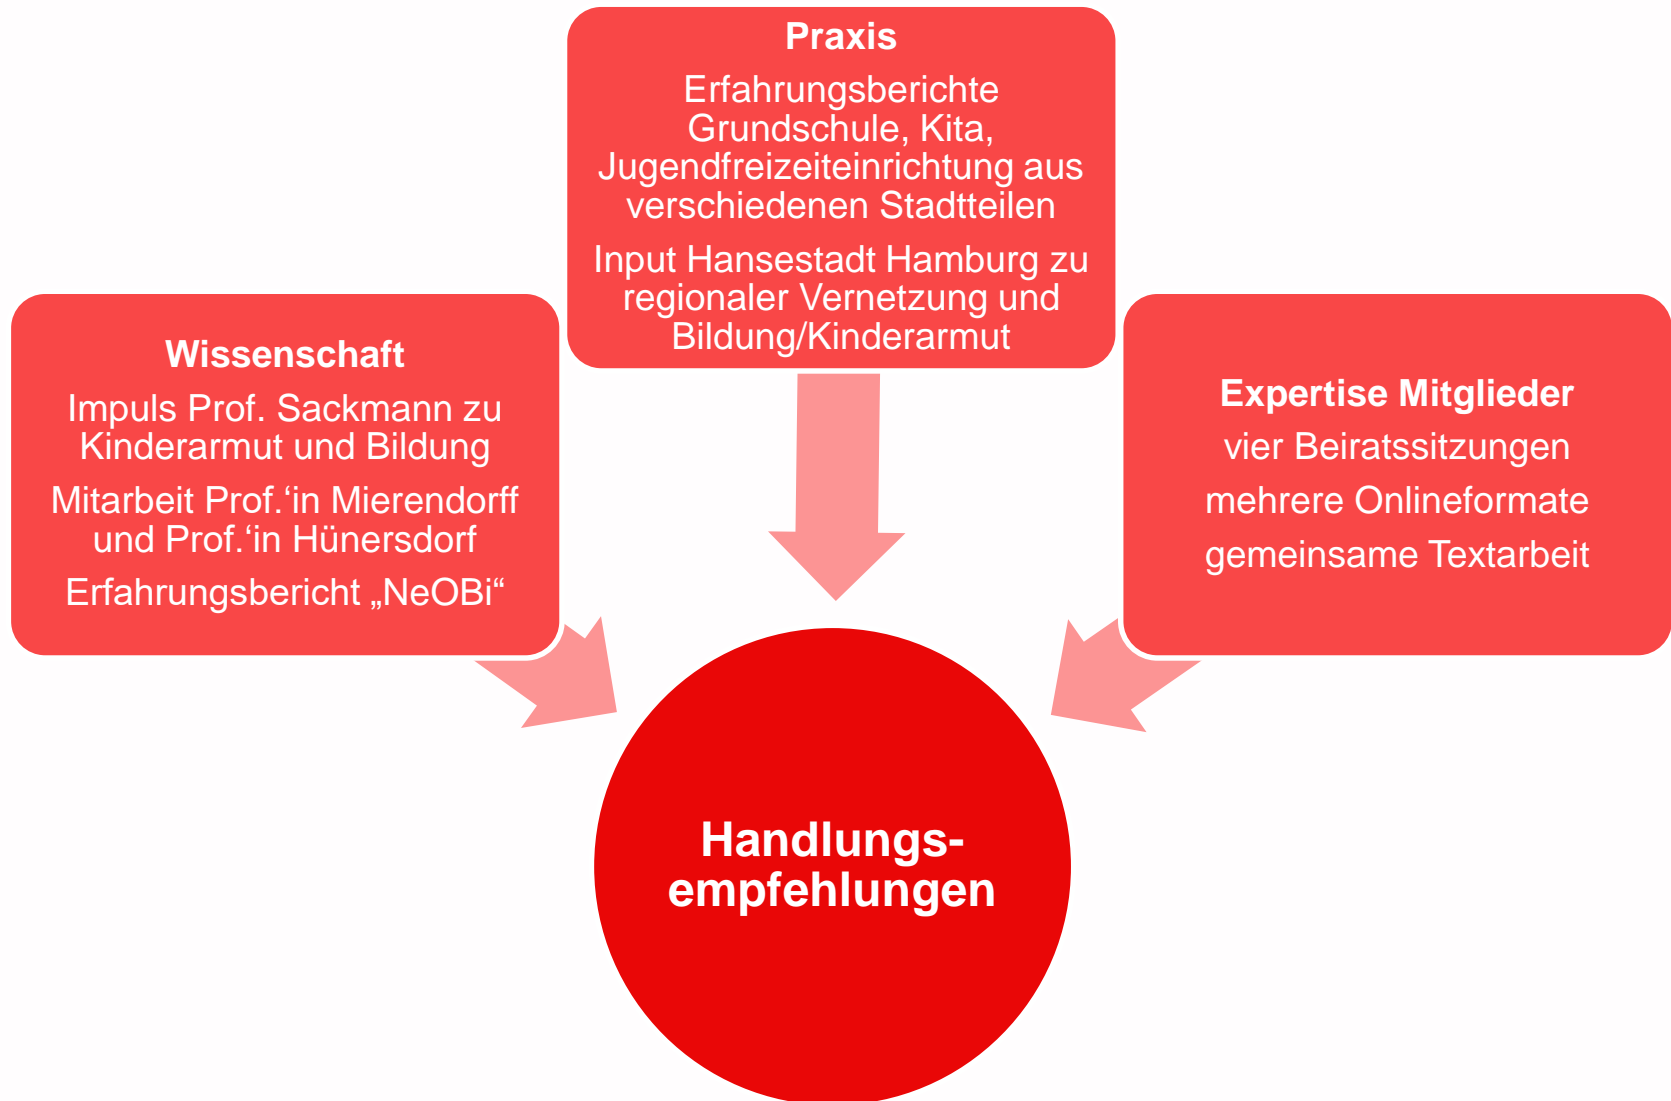 Praxis
Erfahrungsberichte
Grundschule, Kita,
Jugendfreizeiteinrichtung aus
verschiedenen Stadtteilen
Input Hansestadt Hamburg zu
regionaler Vernetzung und
Bildung/Kinderarmut
Wissenschaft
Impuls Prof. Sackmann zu
Kinderarmut und Bildung
Mitarbeit Prof.‘in Mierendorff
und Prof.‘in Hünersdorf
Erfahrungsbericht „NeOBi“
Expertise Mitglieder
vier Beiratssitzungen
mehrere Onlineformate
gemeinsame Textarbeit
Handlungs-
empfehlungen